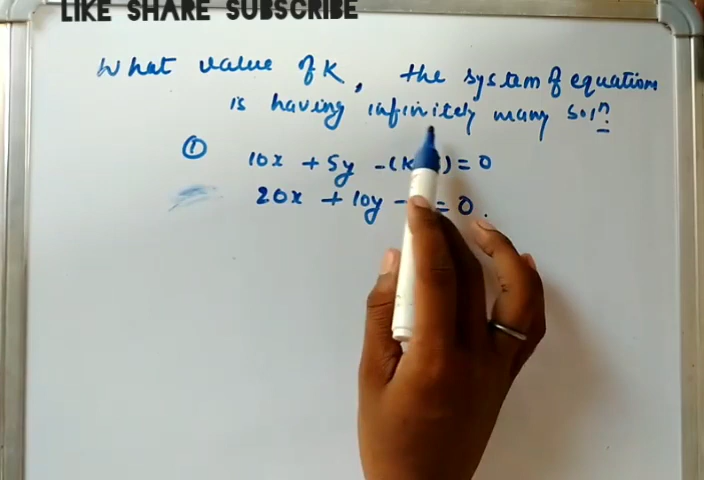 LIKE SHARE SUBSCRIBE
What value of K, the system of equations
is having infinitely many solⁿ
① 10x + 5y - (K ) = 0
20x + 10y - = 0.